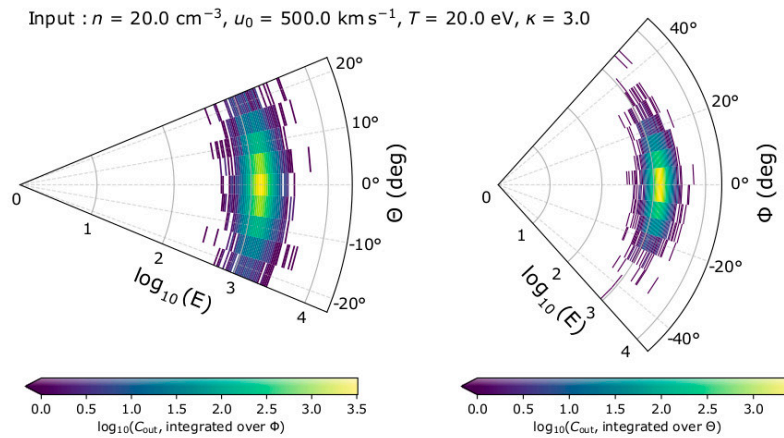 Input : n = 20.0 cm⁻³, u₀ = 500.0 km s⁻¹, T = 20.0 eV, κ = 3.0
20°
10°
0°
-10°
-20°
Θ (deg)
0
1
2
3
4
log₁₀(E)
40°
20°
0°
-20°
-40°
Φ (deg)
0
1
2
3
4
log₁₀(E)
0.0 0.5 1.0 1.5 2.0 2.5 3.0 3.5
log₁₀(C_out, integrated over Φ)
0.0 0.5 1.0 1.5 2.0 2.5 3.0 3.5
log₁₀(C_out, integrated over Θ)